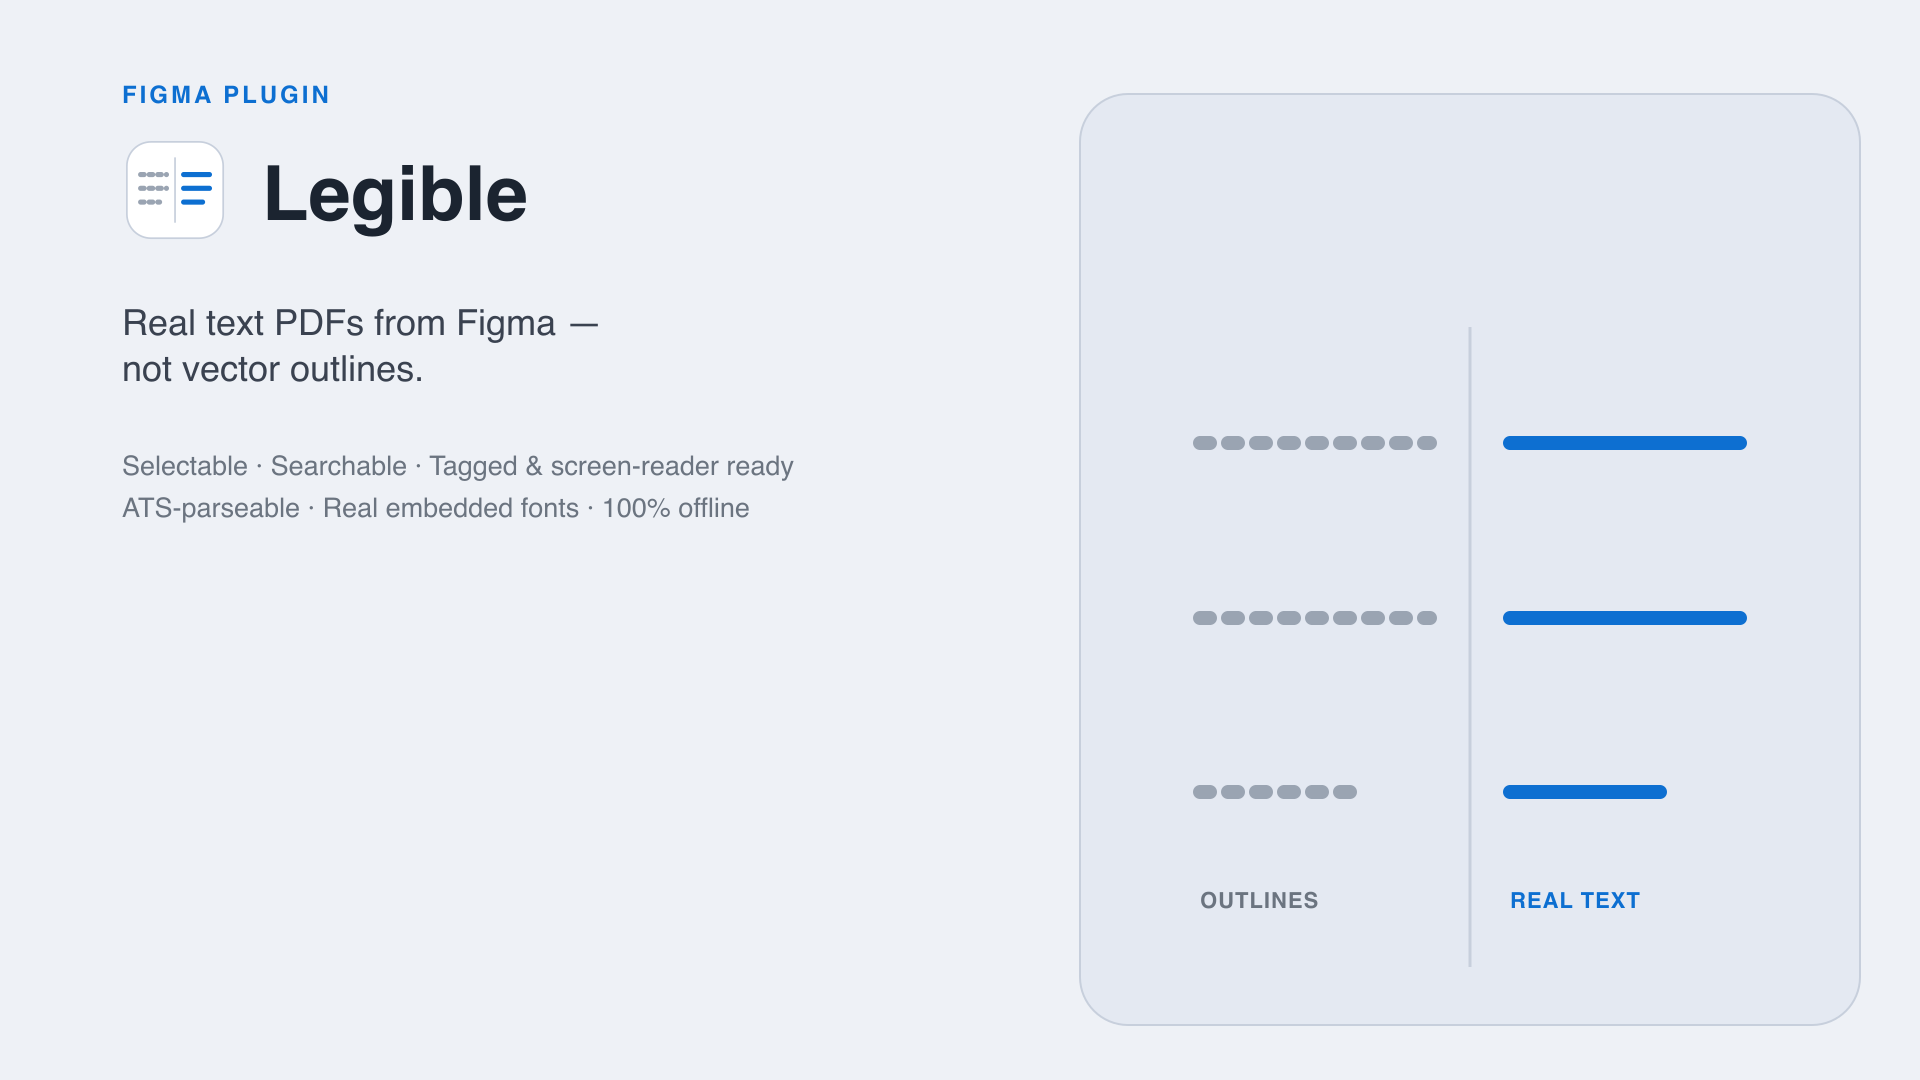 FIGMA PLUGIN
Legible
Real text PDFs from Figma —
not vector outlines.
Selectable · Searchable · Tagged & screen-reader ready
ATS-parseable · Real embedded fonts · 100% offline
OUTLINES
REAL TEXT